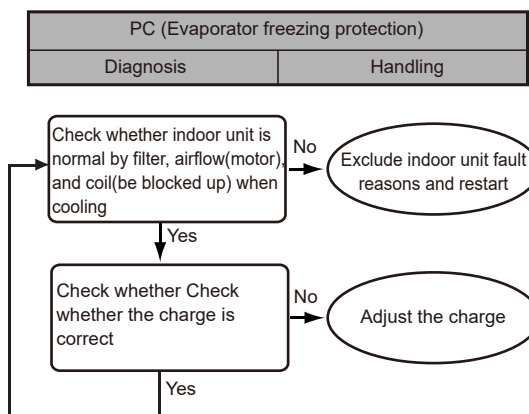 PC (Evaporator freezing protection)
Diagnosis
Handling
Check whether indoor unit is
normal by filter, airflow(motor),
and coil(be blocked up) when
cooling
No
Exclude indoor unit fault
reasons and restart
Yes
Check whether Check
whether the charge is
correct
No
Adjust the charge
Yes